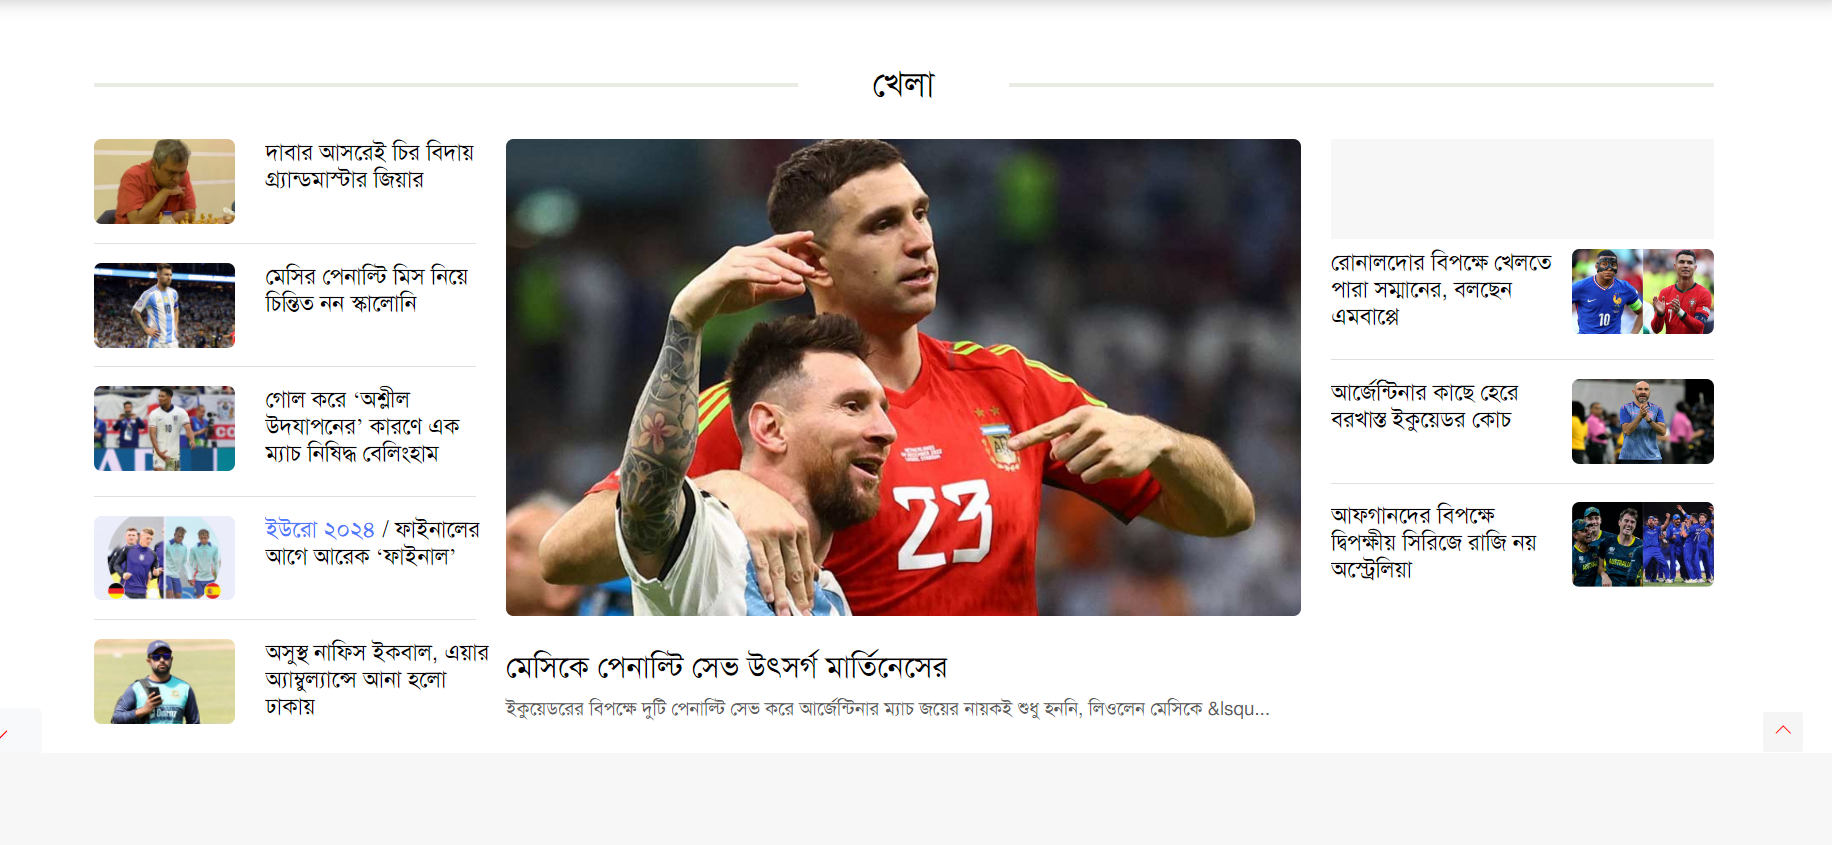 খেলা
দাবার আসরেই চির বিদায়
গ্র্যান্ডমাস্টার জিয়ার
মেসির পেনাল্টি মিস নিয়ে
চিন্তিত নন স্কালোনি
গোল করে ‘অশ্লীল
উদযাপনের’ কারণে এক
ম্যাচ নিষিদ্ধ বেলিংহাম
ইউরো ২০২৪ / ফাইনালের
আগে আরেক ‘ফাইনাল’
অসুস্থ নাফিস ইকবাল, এয়ার
অ্যাম্বুল্যান্সে আনা হলো
ঢাকায়
23
মেসিকে পেনাল্টি সেভ উৎসর্গ মার্তিনেসের
ইকুয়েডরের বিপক্ষে দুটি পেনাল্টি সেভ করে আর্জেন্টিনার ম্যাচ জয়ের নায়কই শুধু হননি, লিওলেন মেসিকে &lsqu...
রোনালদোর বিপক্ষে খেলতে
পারা সম্মানের, বলছেন
এমবাপ্পে
10
7
আর্জেন্টিনার কাছে হেরে
বরখাস্ত ইকুয়েডর কোচ
আফগানদের বিপক্ষে
দ্বিপক্ষীয় সিরিজে রাজি নয়
অস্ট্রেলিয়া